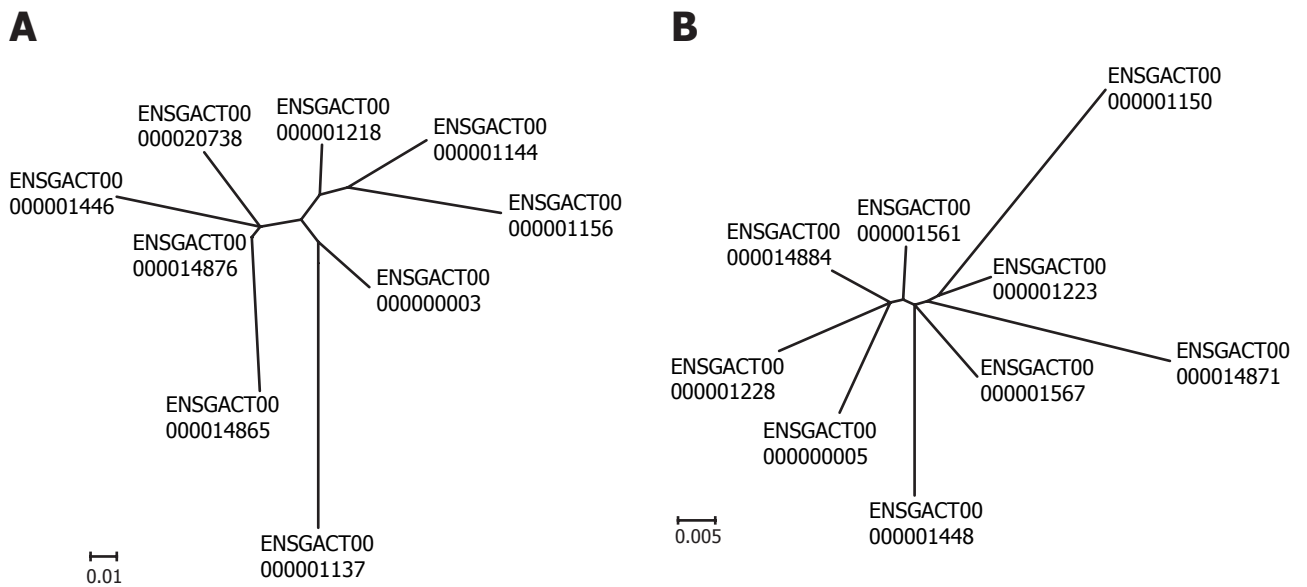 A
ENSGACT00
000020738
ENSGACT00
000001218
ENSGACT00
000001144
ENSGACT00
000001446
ENSGACT00
000001156
ENSGACT00
000014876
ENSGACT00
000000003
ENSGACT00
000014865
ENSGACT00
000001137
0.01
B
ENSGACT00
000001150
ENSGACT00
000001561
ENSGACT00
000014884
ENSGACT00
000001223
ENSGACT00
000014871
ENSGACT00
000001228
ENSGACT00
000001567
ENSGACT00
000000005
ENSGACT00
000001448
0.005